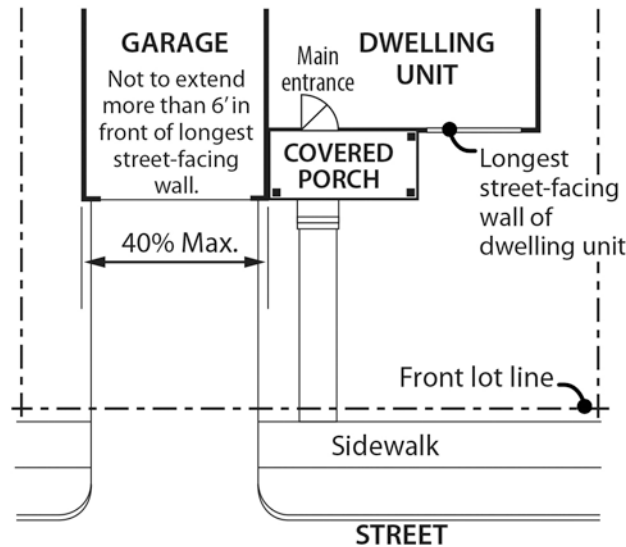 GARAGE
Not to extend
more than 6' in
front of longest
street-facing
wall.
Main
entrance
DWELLING
UNIT
COVERED
PORCH
Longest
street-facing
wall of
dwelling unit
40% Max.
Front lot line
Sidewalk
STREET